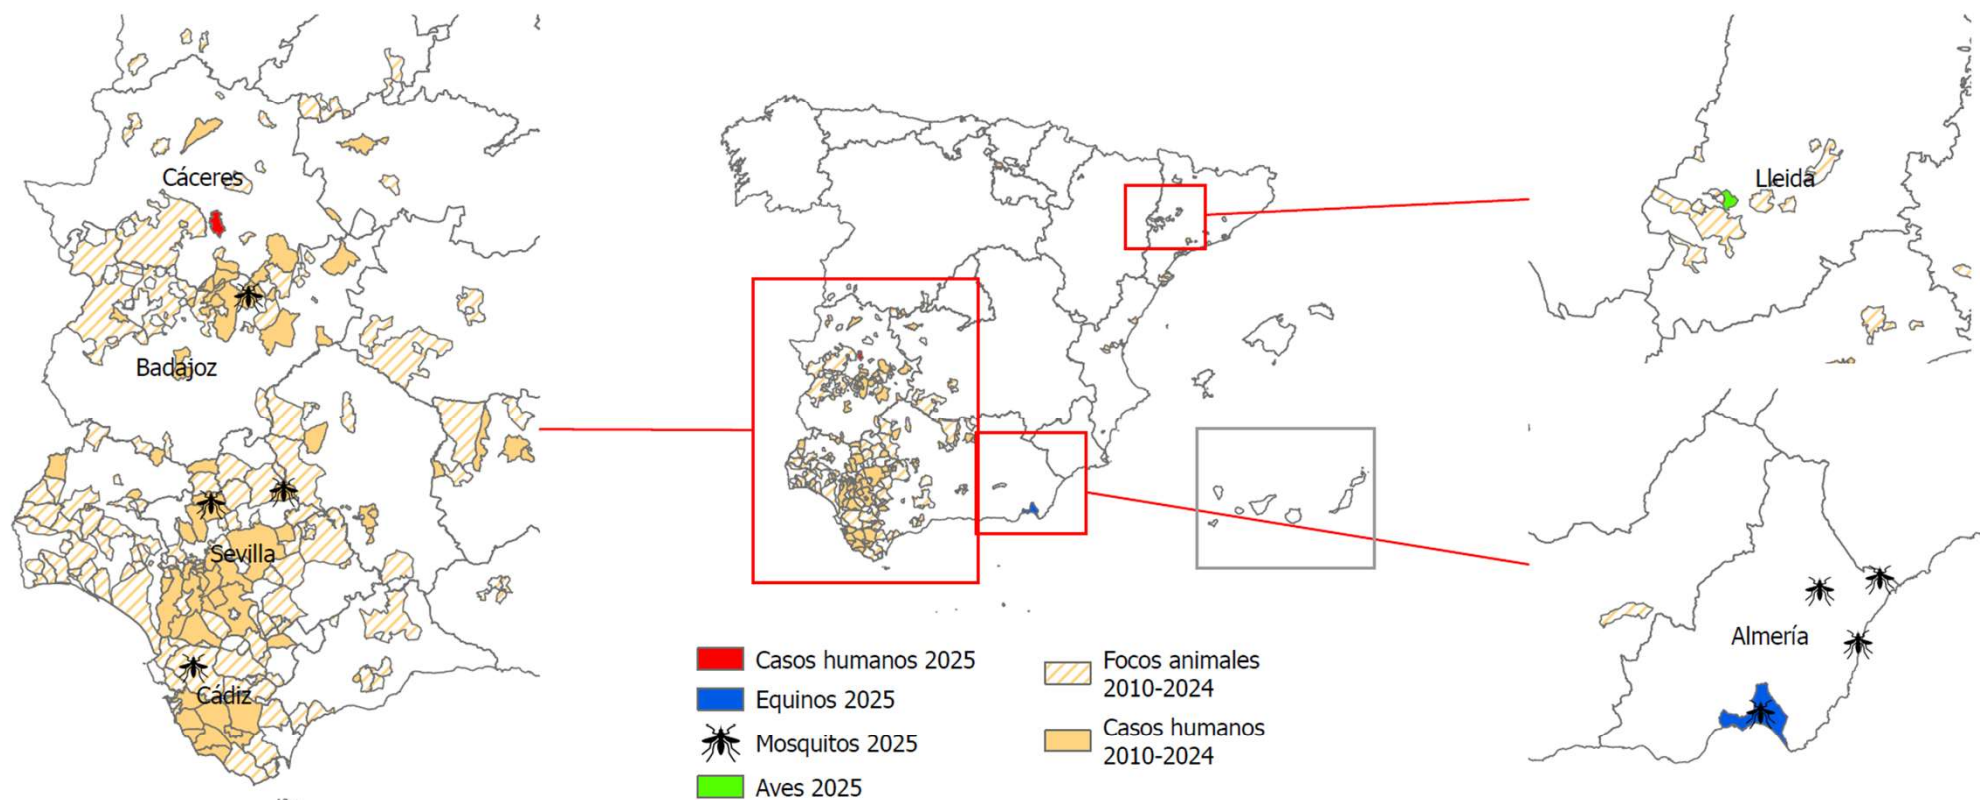 Cáceres
Badajoz
Sevilla
Cádiz
Lleida
Almería
Casos humanos 2025
Equinos 2025
Mosquitos 2025
Aves 2025
Focos animales
2010-2024
Casos humanos
2010-2024